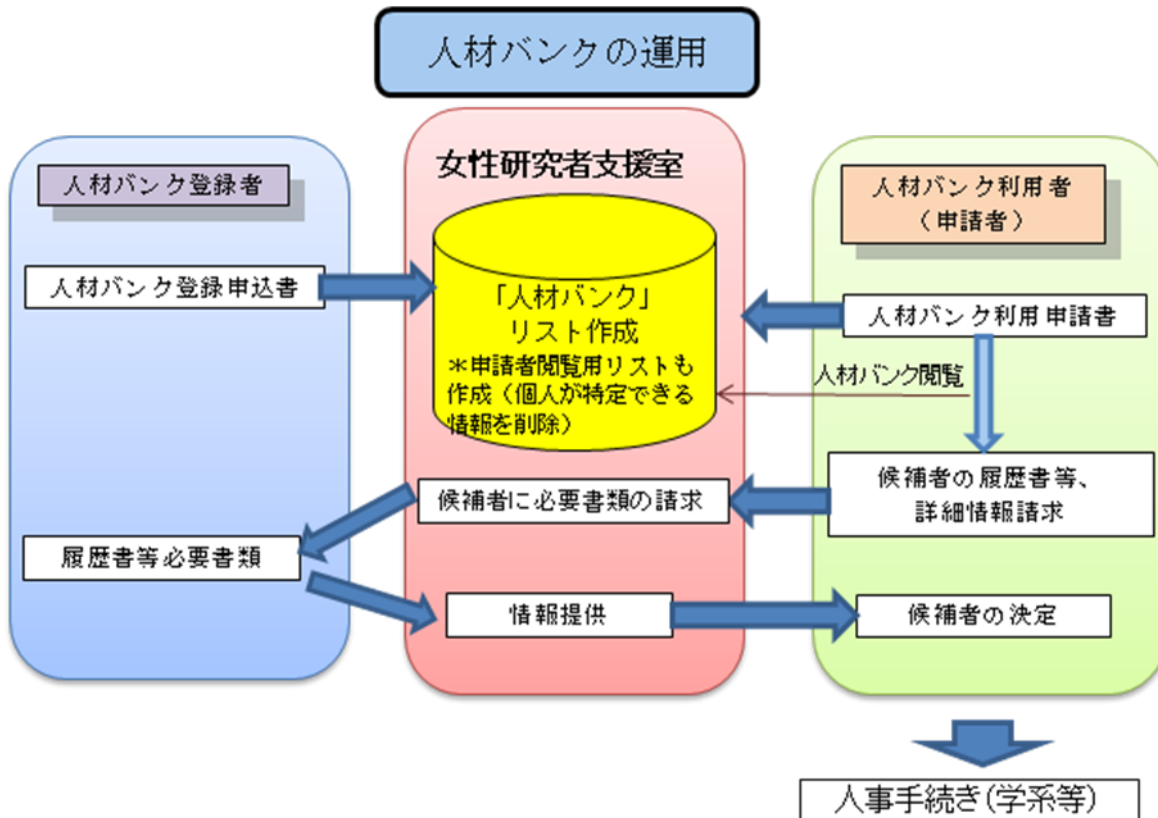 人材バンクの運用
人材バンク登録者
人材バンク登録申込書
履歴書等必要書類
女性研究者支援室
「人材バンク」
リスト作成
＊申請者閲覧用リストも
作成（個人が特定できる
情報を削除）
候補者に必要書類の請求
情報提供
人材バンク利用者
（申請者）
人材バンク利用申請書
人材バンク閲覧
候補者の履歴書等、
詳細情報請求
候補者の決定
人事手続き(学系等)